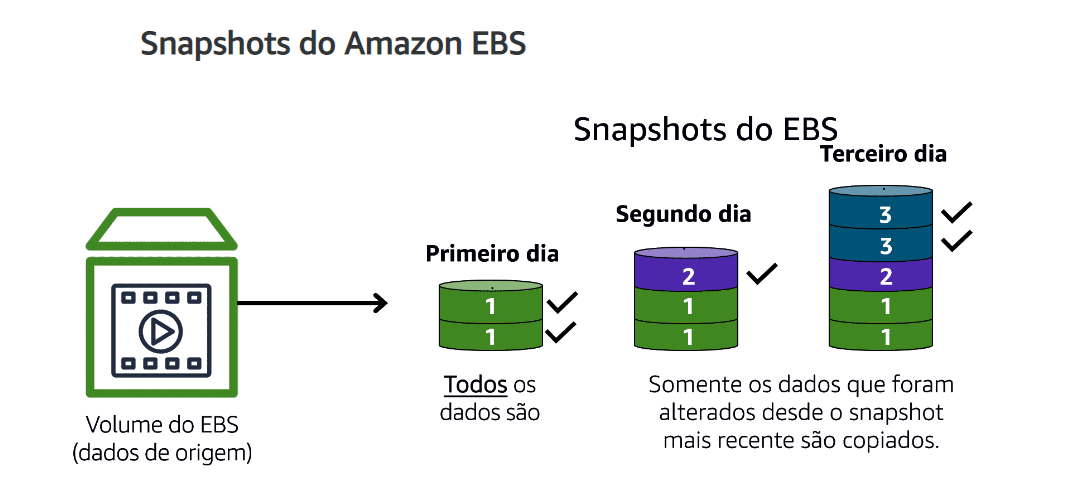 Snapshots do Amazon EBS
Snapshots do EBS
Terceiro dia
Segundo dia
Primeiro dia
3
3
2
1
1
2
1
1
1
1
Todos os
dados são
Somente os dados que foram
alterados desde o snapshot
mais recente são copiados.
Volume do EBS
(dados de origem)